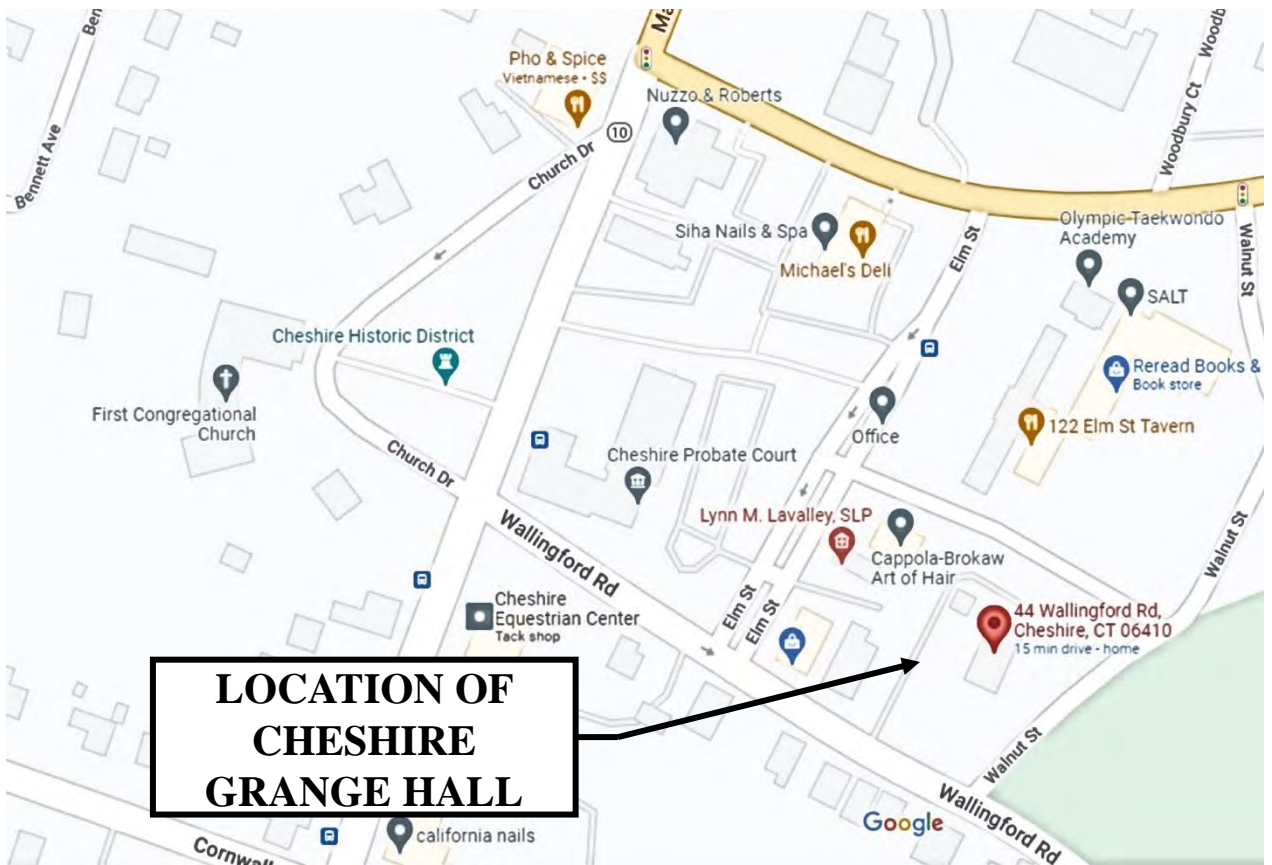 Ma
Pho & Spice
Vietnamese • $$
Nuzzo & Roberts
10
Bennett Ave
Ben
Church Dr
Woodbury Ct
Woodb
Siha Nails & Spa
Michael's Deli
Elm St
Olympic Taekwondo
Academy
Walnut St
SALT
Cheshire Historic District
Reread Books &
Book store
First Congregational
Church
Office
122 Elm St Tavern
Church Dr
Cheshire Probate Court
Wallingford Rd
Lynn M. Lavalley, SLP
Cappola-Brokaw
Art of Hair
Walnut St
Cheshire
Equestrian Center
Tack shop
Elm St
Elm St
44 Wallingford Rd,
Cheshire, CT 06410
15 min drive - home
LOCATION OF
CHESHIRE
GRANGE HALL
Walnut St
Wallingford Rd
Google
california nails
Cornwal